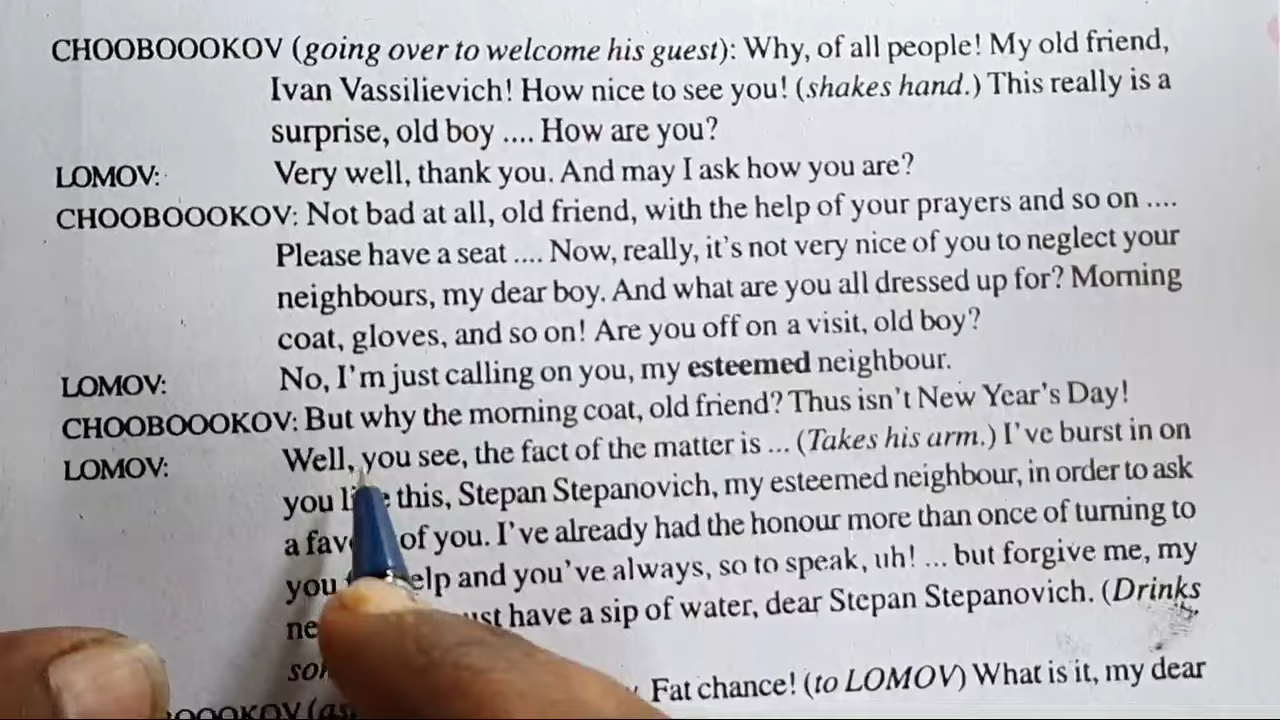 CHOOBOOOKOV (going over to welcome his guest): Why, of all people! My old friend,
Ivan Vassilievich! How nice to see you! (shakes hand.) This really is a
surprise, old boy .... How are you?
LOMOV: Very well, thank you. And may I ask how you are?
CHOOBOOOKOV: Not bad at all, old friend, with the help of your prayers and so on ....
Please have a seat .... Now, really, it's not very nice of you to neglect your
neighbours, my dear boy. And what are you all dressed up for? Morning
coat, gloves, and so on! Are you off on a visit, old boy?
LOMOV: No, I'm just calling on you, my esteemed neighbour.
CHOOBOOOKOV: But why the morning coat, old friend? Thus isn't New Year's Day!
LOMOV: Well, you see, the fact of the matter is ... (Takes his arm.) I've burst in on
you this, Stepan Stepanovich, my esteemed neighbour, in order to ask
a of you. I've already had the honour more than once of turning to
you and you've always, so to speak, uh! ... but forgive me, my
have a sip of water, dear Stepan Stepanovich. (Drinks
Fat chance! (to LOMOV) What is it, my dear